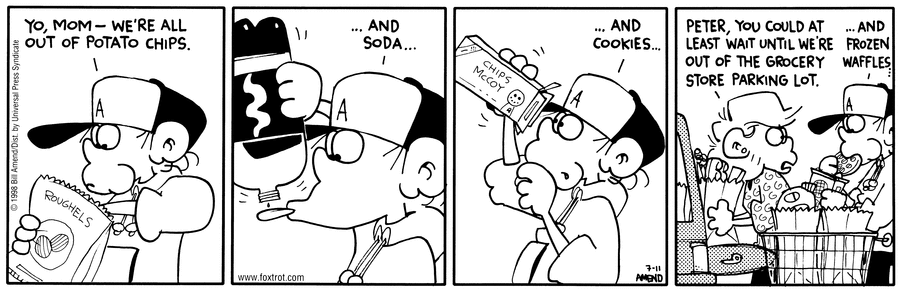 YO, MOM — WE'RE ALL
OUT OF POTATO CHIPS.
A
ROUGHELS
© 1998 Bill Amend/Dist. by Universal Press Syndicate
... AND
SODA...
A
www.foxtrot.com
... AND
COOKIES...
CHIPS
McCOY
A
7-11
AMEND
PETER, YOU COULD AT
LEAST WAIT UNTIL WE'RE
OUT OF THE GROCERY
STORE PARKING LOT.
...AND
FROZEN
WAFFLES...
A